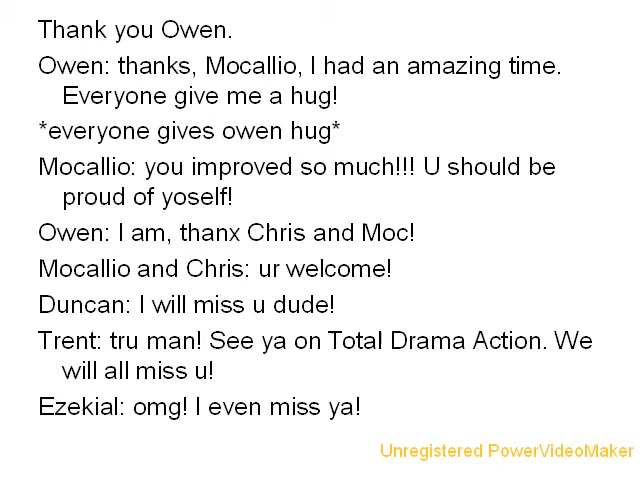 Thank you Owen.
Owen: thanks, Mocallio, I had an amazing time.
Everyone give me a hug!
*everyone gives owen hug*
Mocallio: you improved so much!!! U should be
proud of yoself!
Owen: I am, thanx Chris and Moc!
Mocallio and Chris: ur welcome!
Duncan: I will miss u dude!
Trent: tru man! See ya on Total Drama Action. We
will all miss u!
Ezekial: omg! I even miss ya!
Unregistered PowerVideoMaker